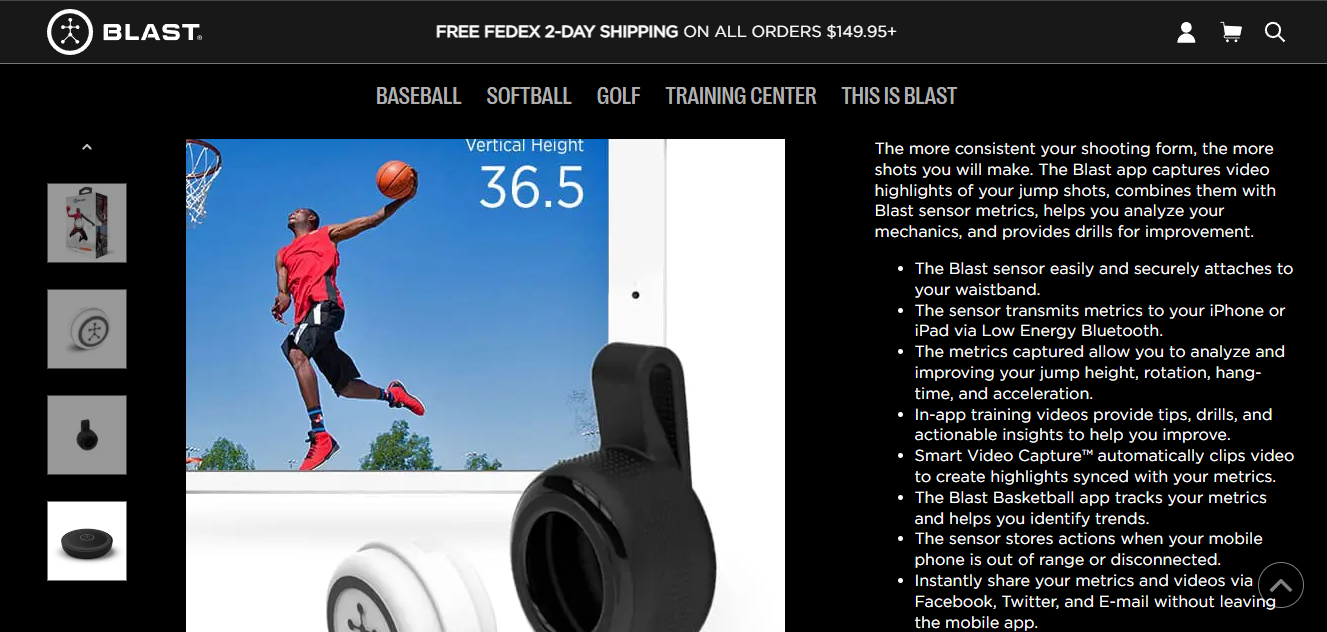 BLAST
FREE FEDEX 2-DAY SHIPPING ON ALL ORDERS $149.95+
BASEBALL SOFTBALL GOLF TRAINING CENTER THIS IS BLAST
Vertical Height
36.5
The more consistent your shooting form, the more
shots you will make. The Blast app captures video
highlights of your jump shots, combines them with
Blast sensor metrics, helps you analyze your
mechanics, and provides drills for improvement.
• The Blast sensor easily and securely attaches to
your waistband.
• The sensor transmits metrics to your iPhone or
iPad via Low Energy Bluetooth.
• The metrics captured allow you to analyze and
improving your jump height, rotation, hang-
time, and acceleration.
• In-app training videos provide tips, drills, and
actionable insights to help you improve.
• Smart Video Capture™ automatically clips video
to create highlights synced with your metrics.
• The Blast Basketball app tracks your metrics
and helps you identify trends.
• The sensor stores actions when your mobile
phone is out of range or disconnected.
• Instantly share your metrics and videos via
Facebook, Twitter, and E-mail without leaving
the mobile app.